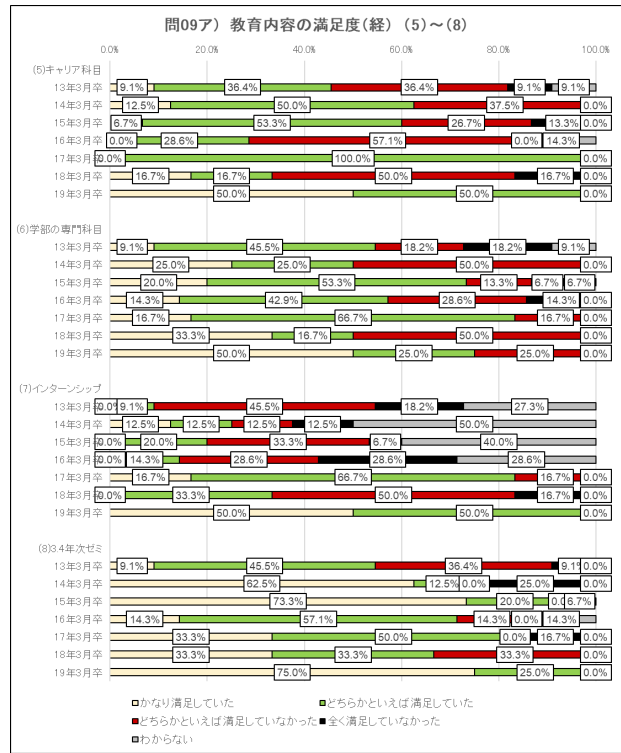 問09ア) 教育内容の満足度(経) (5)～(8)
0.0% 20.0% 40.0% 60.0% 80.0% 100.0%
(5)キャリア科目
13年3月卒 9.1% 36.4% 36.4% 9.1% 9.1%
14年3月卒 12.5% 50.0% 37.5% 0.0%
15年3月卒 6.7% 53.3% 26.7% 13.3% 0.0%
16年3月卒 0.0% 28.6% 57.1% 0.0% 14.3%
17年3月卒 0.0% 100.0% 0.0%
18年3月卒 16.7% 16.7% 50.0% 16.7% 0.0%
19年3月卒 50.0% 50.0% 0.0%
(6)学部の専門科目
13年3月卒 9.1% 45.5% 18.2% 18.2% 9.1%
14年3月卒 25.0% 25.0% 50.0% 0.0%
15年3月卒 20.0% 53.3% 13.3% 6.7% 6.7%
16年3月卒 14.3% 42.9% 28.6% 14.3% 0.0%
17年3月卒 16.7% 66.7% 16.7% 0.0%
18年3月卒 33.3% 16.7% 50.0% 0.0%
19年3月卒 50.0% 25.0% 25.0% 0.0%
(7)インターンシップ
13年3月卒 0.0% 9.1% 45.5% 18.2% 27.3%
14年3月卒 12.5% 12.5% 12.5% 12.5% 50.0%
15年3月卒 0.0% 20.0% 33.3% 6.7% 40.0%
16年3月卒 0.0% 14.3% 28.6% 28.6% 28.6%
17年3月卒 16.7% 66.7% 16.7% 0.0%
18年3月卒 0.0% 33.3% 50.0% 16.7% 0.0%
19年3月卒 50.0% 50.0% 0.0%
(8)34年次ゼミ
13年3月卒 9.1% 45.5% 36.4% 9.1% 0.0%
14年3月卒 62.5% 12.5% 0.0% 25.0% 0.0%
15年3月卒 73.3% 20.0% 6.7%
16年3月卒 14.3% 57.1% 14.3% 0.0% 14.3%
17年3月卒 33.3% 50.0% 0.0% 16.7% 0.0%
18年3月卒 33.3% 33.3% 33.3% 0.0%
19年3月卒 75.0% 25.0% 0.0%
かなり満足していた どちらかといえば満足していた
どちらかといえば満足していなかった 全く満足していなかった
わからない